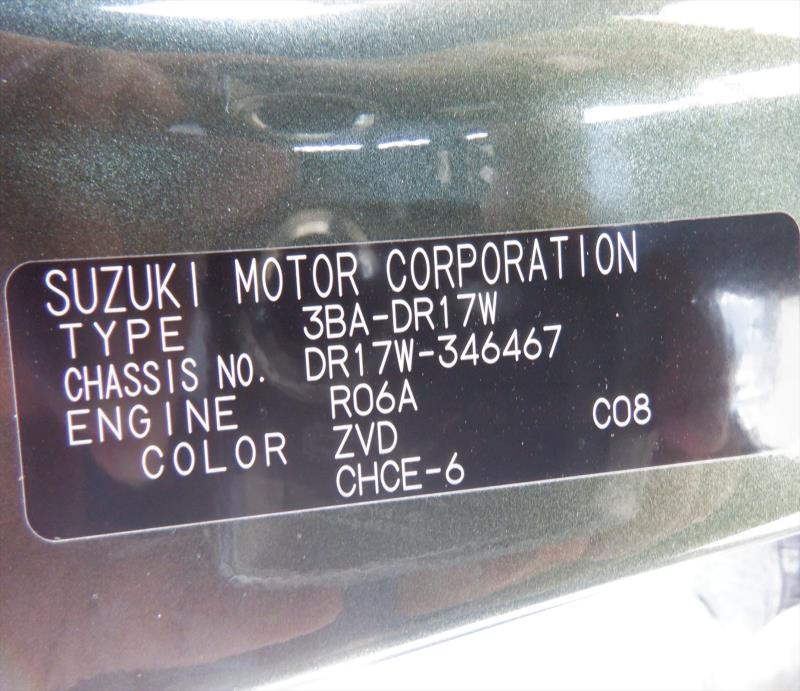 SUZUKI MOTOR CORPORATION
TYPE 3BA-DR17W
CHASSIS NO. DR17W-346467
ENGINE R06A
COLOR ZVD C08
CHCE-6